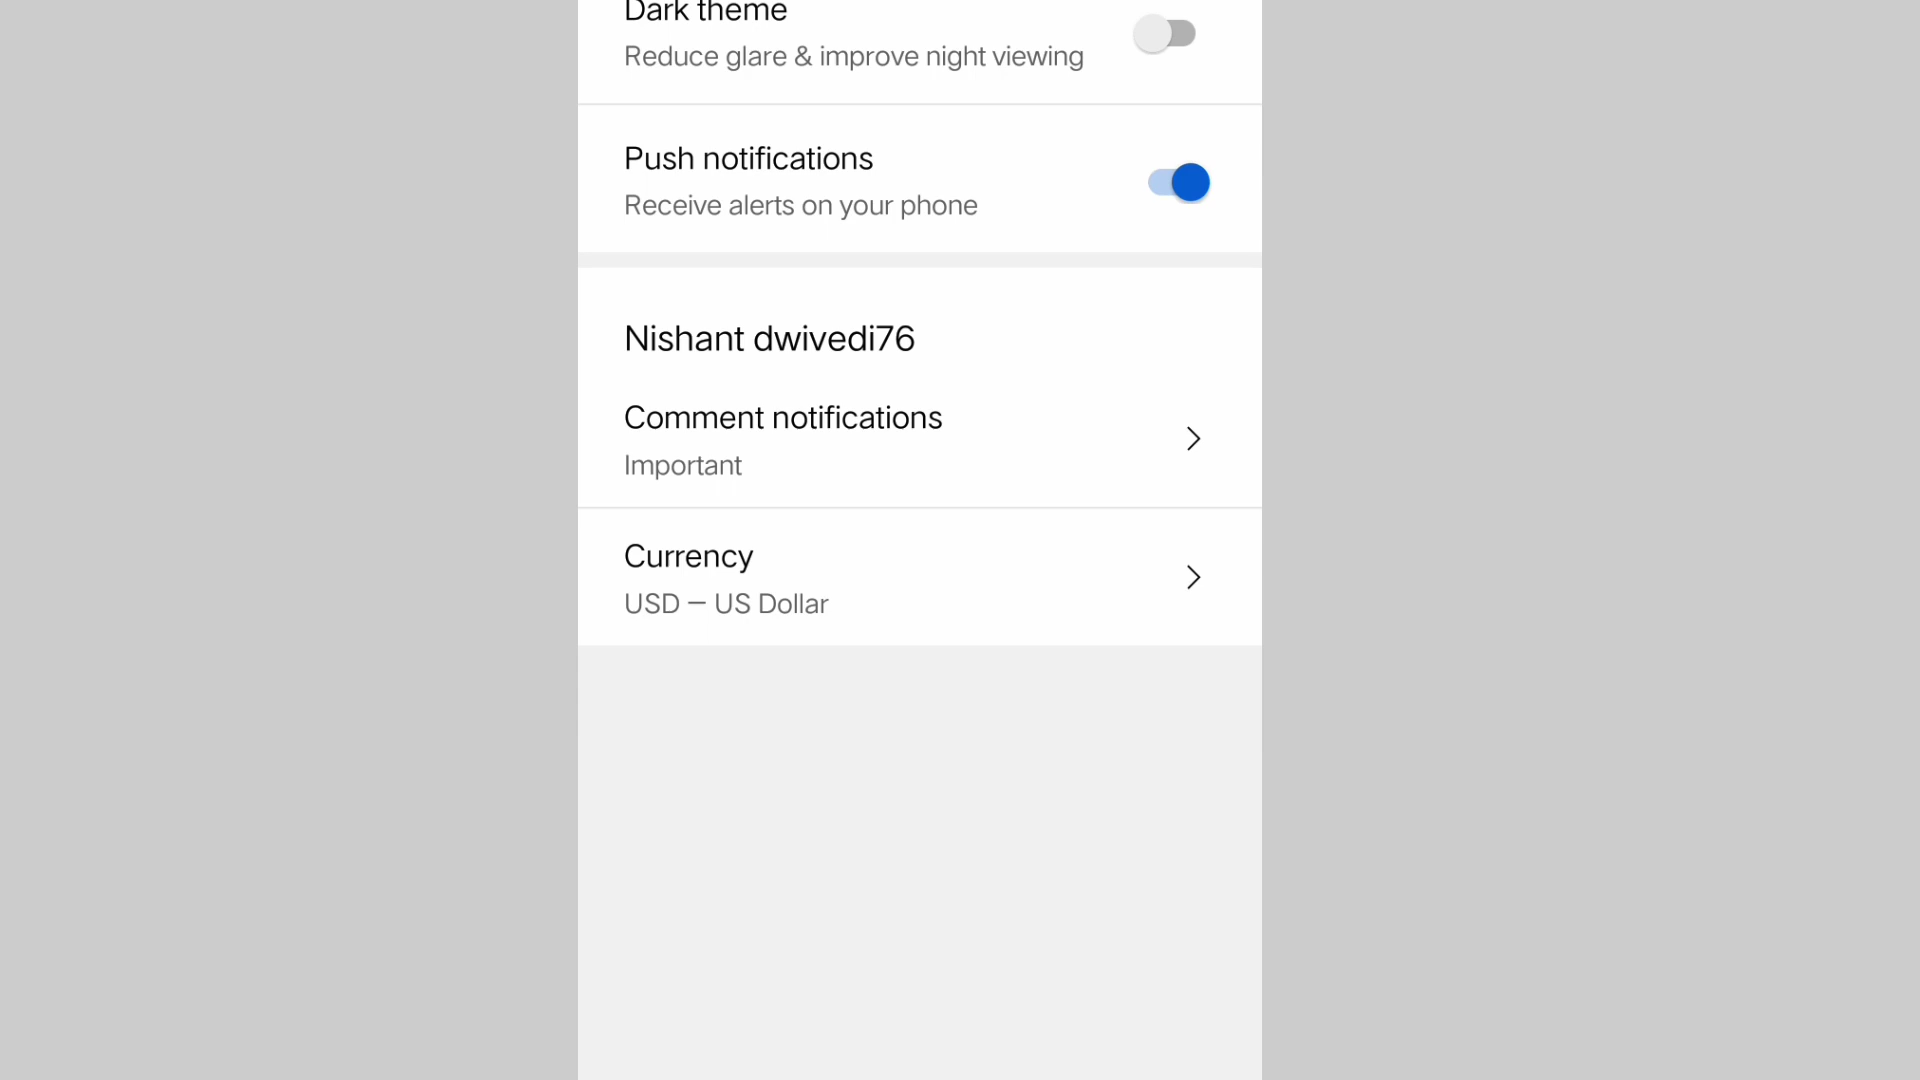 Dark theme
Reduce glare & improve night viewing
Push notifications
Receive alerts on your phone
Nishant dwivedi76
Comment notifications
Important
Currency
USD — US Dollar